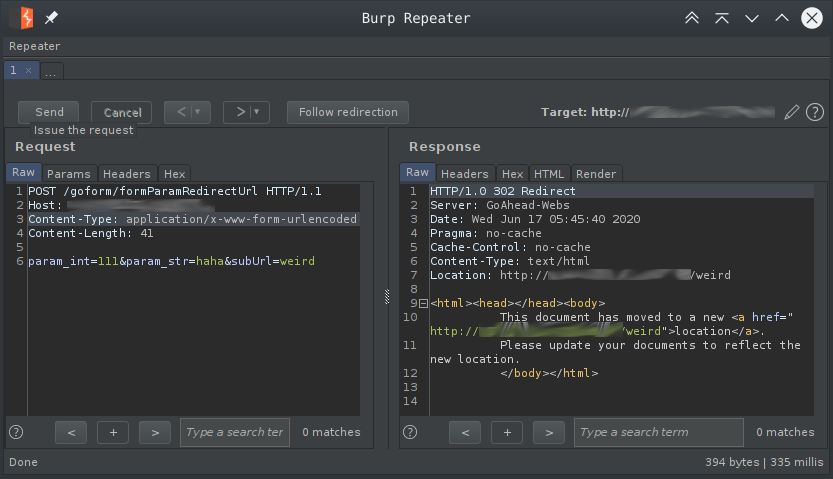 Burp Repeater
Repeater
1 × ...
Send Cancel < > Follow redirection Target: http://
Issue the request
Request
Raw Params Headers Hex
1 POST /goform/formParamRedirectUrl HTTP/1.1
2 Host:
3 Content-Type: application/x-www-form-urlencoded
4 Content-Length: 41
5
6 param_int=111&param_str=haha&subUrl=weird
? < + > Type a search ter 0 matches
Response
Raw Headers Hex HTML Render
1 HTTP/1.0 302 Redirect
2 Server: GoAhead-Webs
3 Date: Wed Jun 17 05:45:40 2020
4 Pragma: no-cache
5 Cache-Control: no-cache
6 Content-Type: text/html
7 Location: http:// /weird
8
9 <html><head></head><body>
10 This document has moved to a new <a href="
http:// /weird">location</a>.
11 Please update your documents to reflect the
new location.
12 </body></html>
13
14
? < + > Type a search term 0 matches
Done 394 bytes | 335 millis